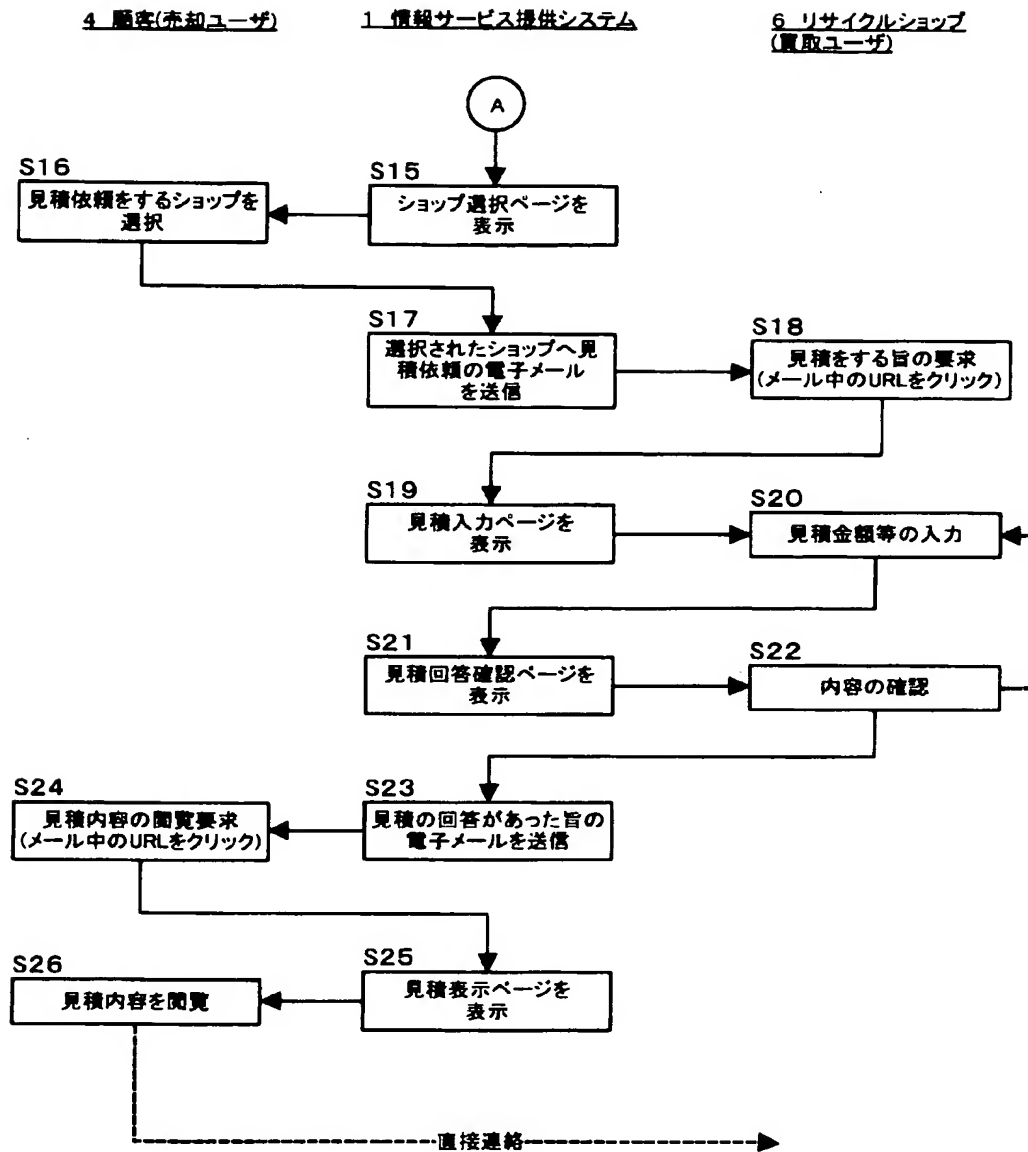 4 顧客(売却ユーザ)
1 情報サービス提供システム
6 リサイクルショップ
(買取ユーザ)
A
S16
見積依頼をするショップを
選択
S15
ショップ選択ページを
表示
S17
選択されたショップへ見
積依頼の電子メール
を送信
S18
見積をする旨の要求
(メール中のURLをクリック)
S19
見積入力ページを
表示
S20
見積金額等の入力
S21
見積回答確認ページを
表示
S22
内容の確認
S24
見積内容の閲覧要求
(メール中のURLをクリック)
S23
見積の回答があった旨の
電子メールを送信
S26
見積内容を閲覧
S25
見積表示ページを
表示
直接連絡